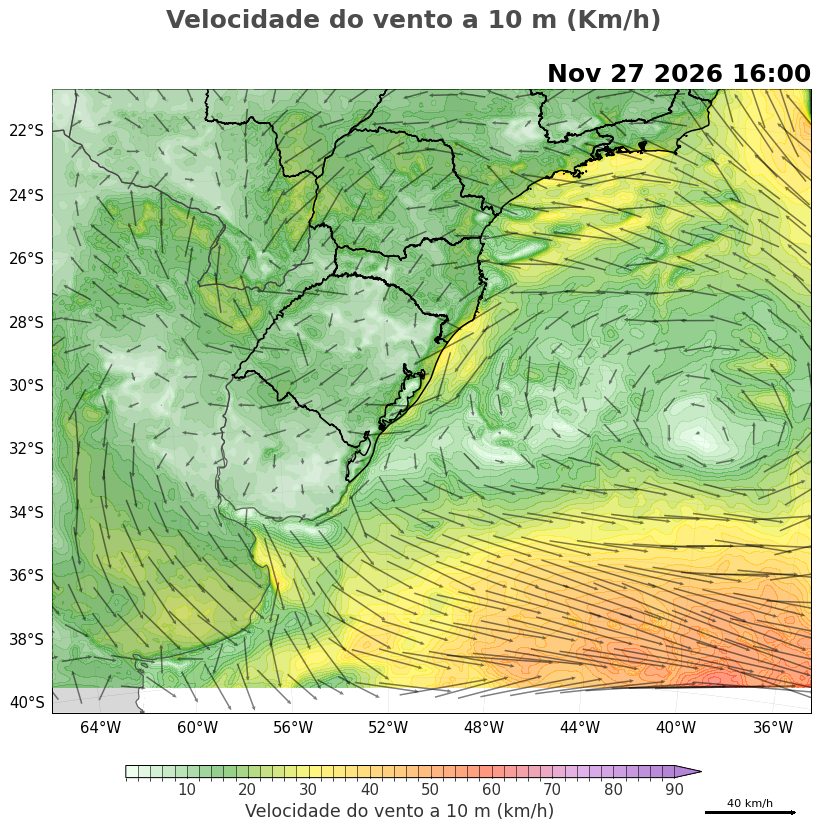 Velocidade do vento a 10 m (Km/h)
Nov 27 2026 16:00
22°S
24°S
26°S
28°S
30°S
32°S
34°S
36°S
38°S
40°S
64°W 60°W 56°W 52°W 48°W 44°W 40°W 36°W
10 20 30 40 50 60 70 80 90
Velocidade do vento a 10 m (km/h)
40 km/h